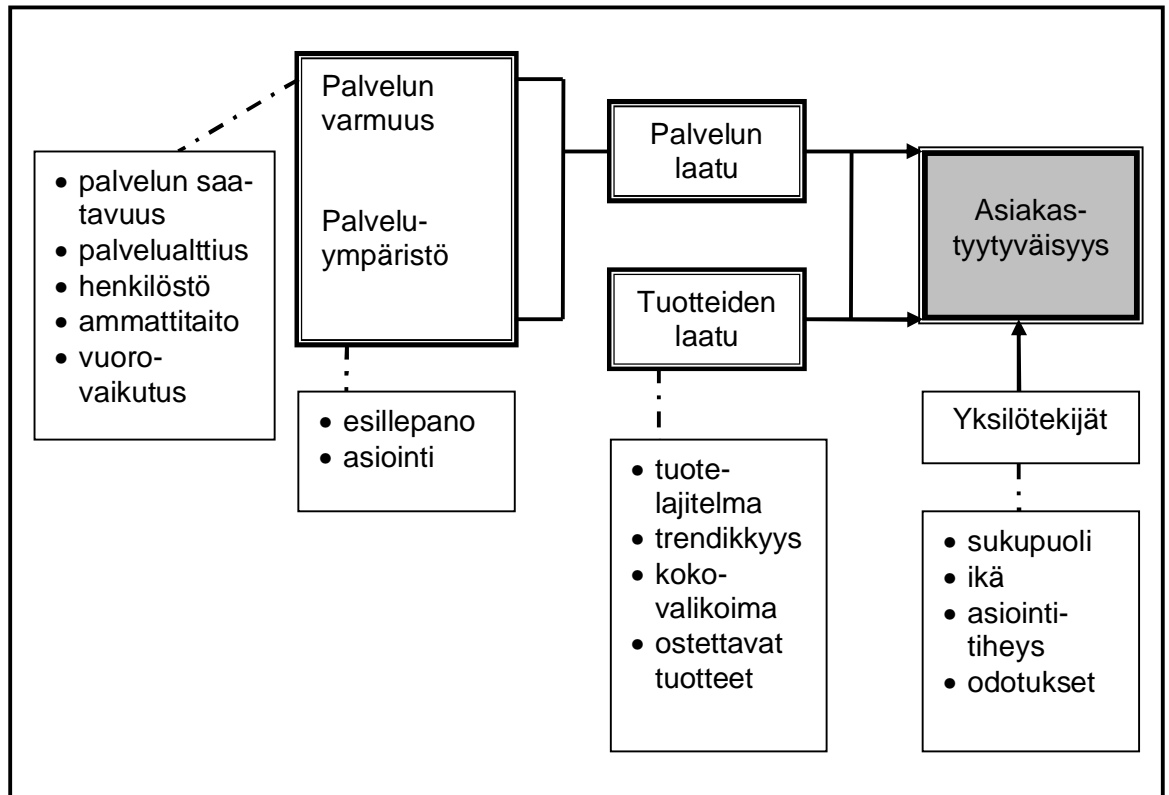 Palvelun
varmuus
Palvelu-
ympäristö
• palvelun saa-
tavuus
• palvelualttius
• henkilöstö
• ammattitaito
• vuoro-
vaikutus
• esillepano
• asiointi
Palvelun
laatu
Tuotteiden
laatu
• tuote-
lajitelma
• trendikkyys
• koko-
valikoima
• ostettavat
tuotteet
Asiakas-
tyytyväisyys
Yksilötekijät
• sukupuoli
• ikä
• asiointi-
tiheys
• odotukset